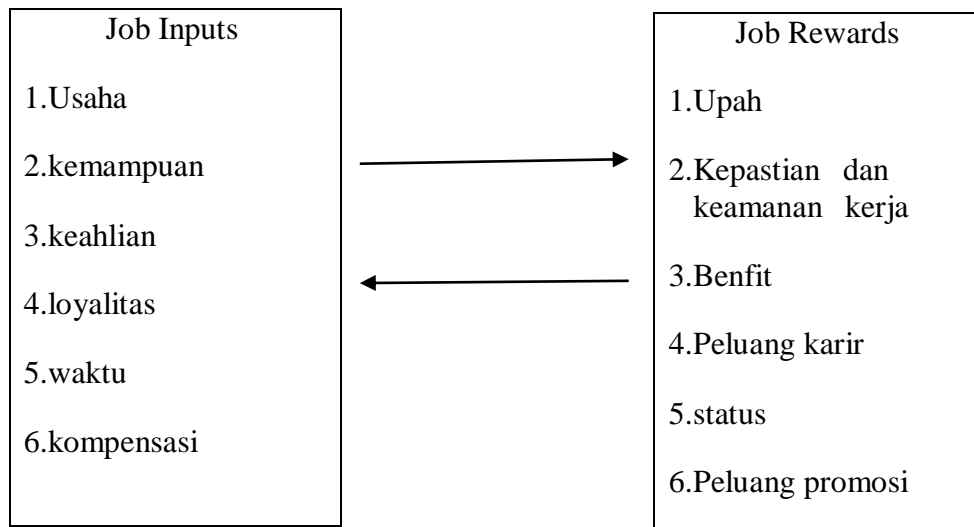 Job Inputs
1.Usaha
2.kemampuan
3.keahlian
4.loyalitas
5.waktu
6.kompensasi
Job Rewards
1.Upah
2.Kepastian dan
keamanan kerja
3.Benfit
4.Peluang karir
5.status
6.Peluang promosi